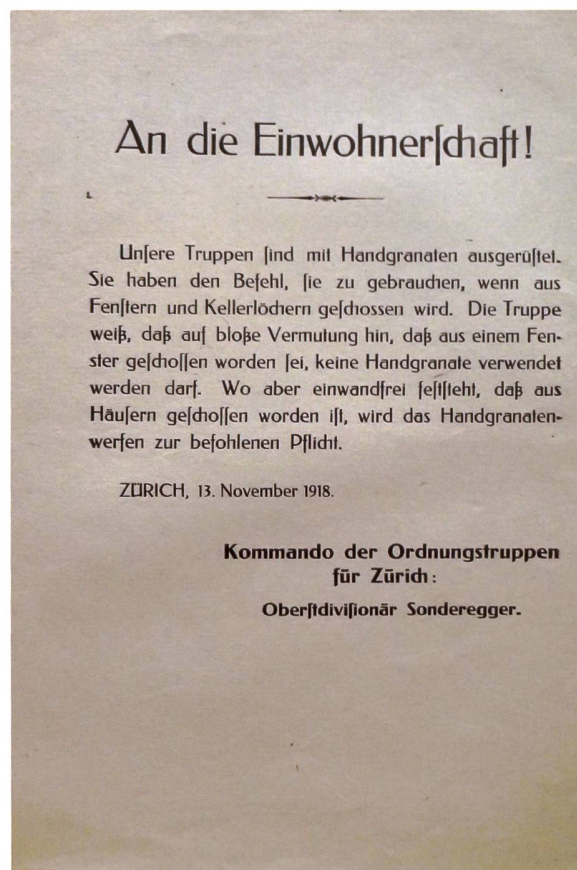 An die Einwohnerſchaft!
Unſere Truppen ſind mit Handgranaten ausgerüſtet.
Sie haben den Befehl, ſie zu gebrauchen, wenn aus
Fenſtern und Kellerlöchern geſchossen wird. Die Truppe
weiß, daß auf bloße Vermutung hin, daß aus einem Fen-
ster geſchoſſen worden ſei, keine Handgranate verwendet
werden darf. Wo aber einwandfrei feſtſteht, daß aus
Häuſern geſchoſſen worden iſt, wird das Handgranaten-
werfen zur befohlenen Pflicht.
ZÜRICH, 13. November 1918.
Kommando der Ordnungstruppen
für Zürich:
Oberſtdiviſionär Sonderegger.